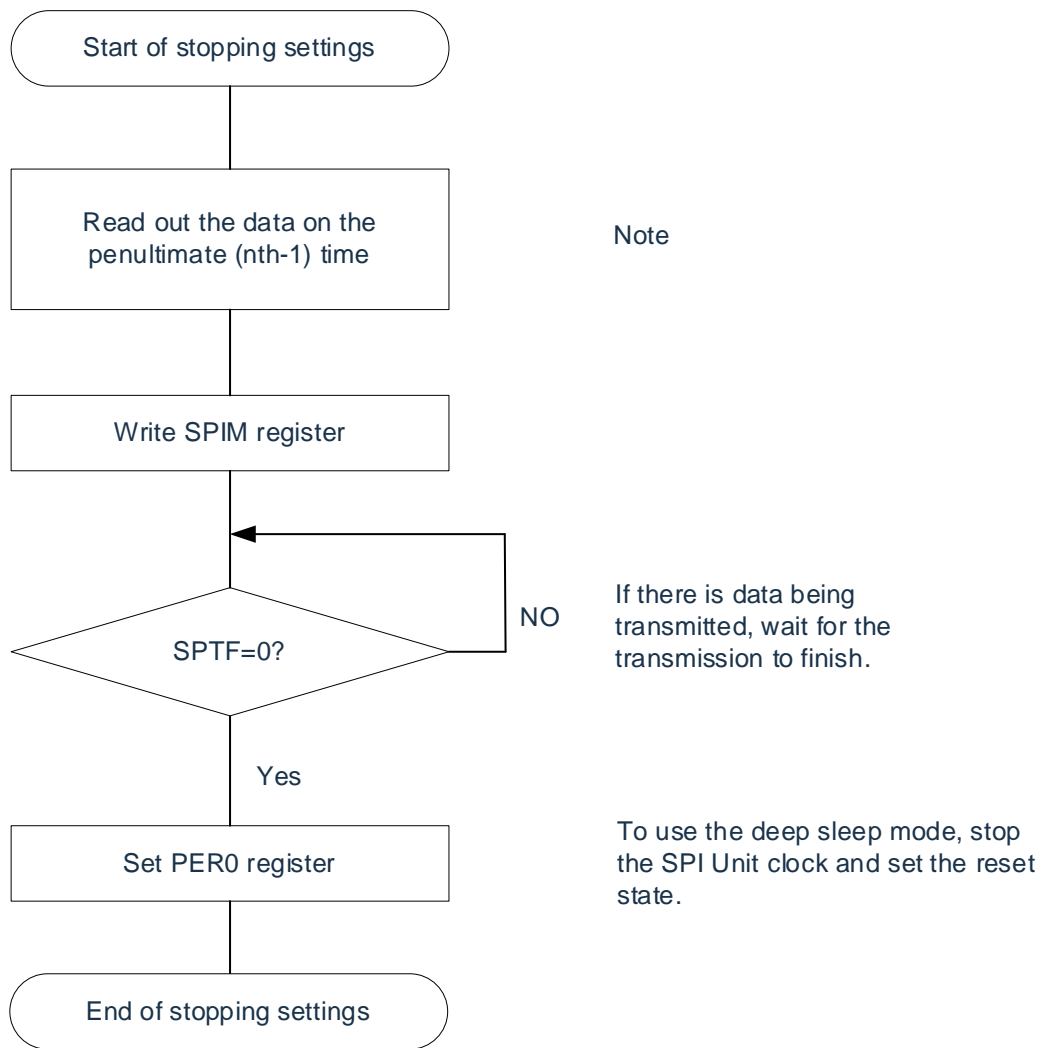 Start of stopping settings
Read out the data on the
penultimate (nth-1) time
Note
Write SPIM register
NO
If there is data being
transmitted, wait for the
transmission to finish.
SPTF=0?
Yes
Set PER0 register
To use the deep sleep mode, stop
the SPI Unit clock and set the reset
state.
End of stopping settings